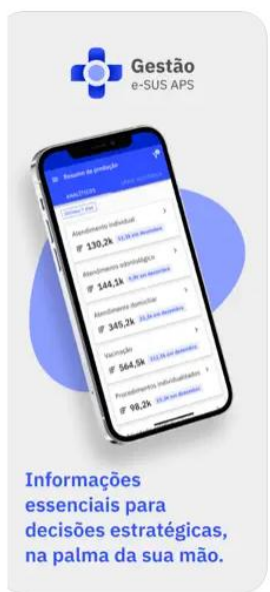 Gestão
e-SUS APS
Resumo de produção
ANALÍTICOS
Atendimento individual
130,2k
Atendimento odontológico
144,1k
Atendimento domiciliar
345,2k
Vacinação
564,5k
Procedimentos individualizados
98,2k
Informações
essenciais para
decisões estratégicas,
na palma da sua mão.